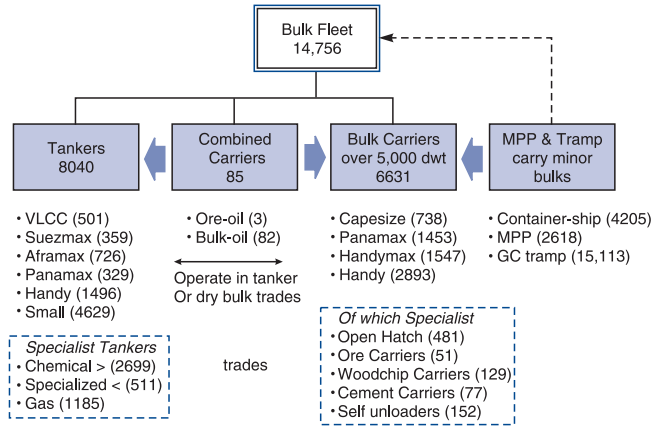 Bulk Fleet
14,756
Tankers
8040
Combined
Carriers
85
Bulk Carriers
over 5,000 dwt
6631
MPP & Tramp
carry minor
bulks
• VLCC (501)
• Suezmax (359)
• Aframax (726)
• Panamax (329)
• Handy (1496)
• Small (4629)
• Ore-oil (3)
• Bulk-oil (82)
Operate in tanker
Or dry bulk trades
• Capesize (738)
• Panamax (1453)
• Handymax (1547)
• Handy (2893)
• Container-ship (4205)
• MPP (2618)
• GC tramp (15,113)
Specialist Tankers
• Chemical > (2699)
• Specialized < (511)
• Gas (1185)
trades
Of which Specialist
• Open Hatch (481)
• Ore Carriers (51)
• Woodchip Carriers (129)
• Cement Carriers (77)
• Self unloaders (152)